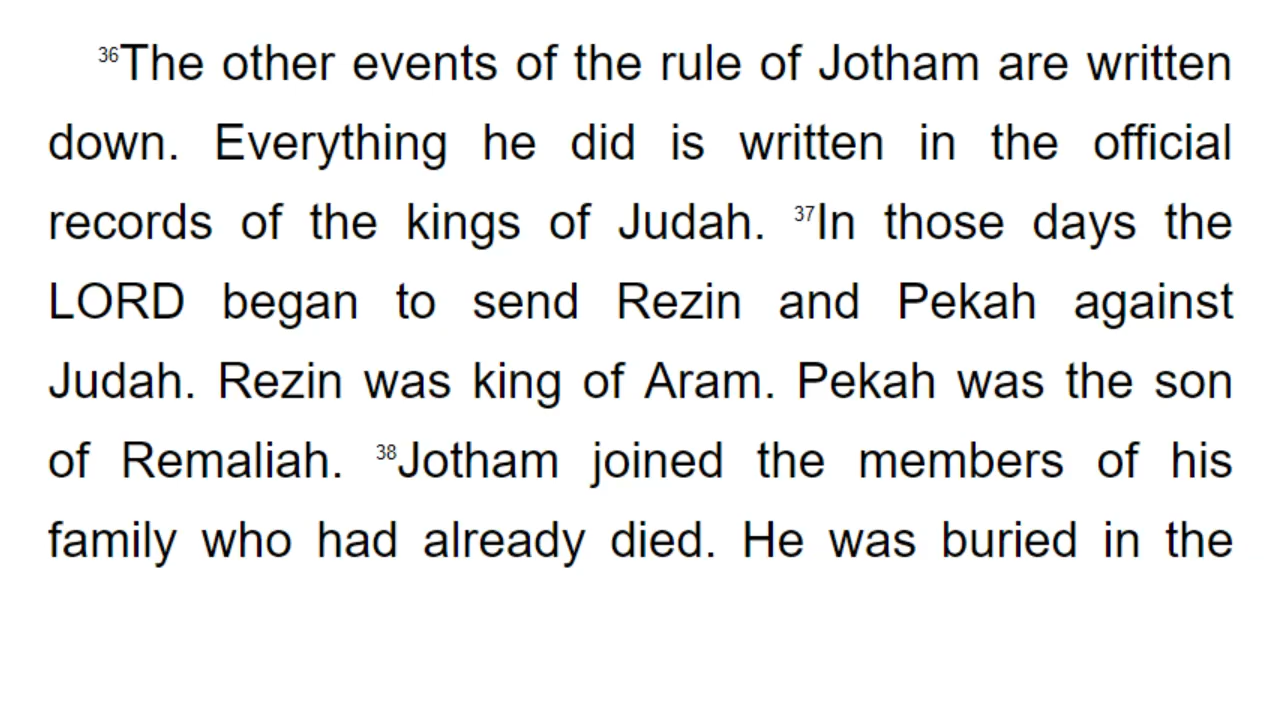 36The other events of the rule of Jotham are written
down. Everything he did is written in the official
records of the kings of Judah. 37In those days the
LORD began to send Rezin and Pekah against
Judah. Rezin was king of Aram. Pekah was the son
of Remaliah. 38Jotham joined the members of his
family who had already died. He was buried in the